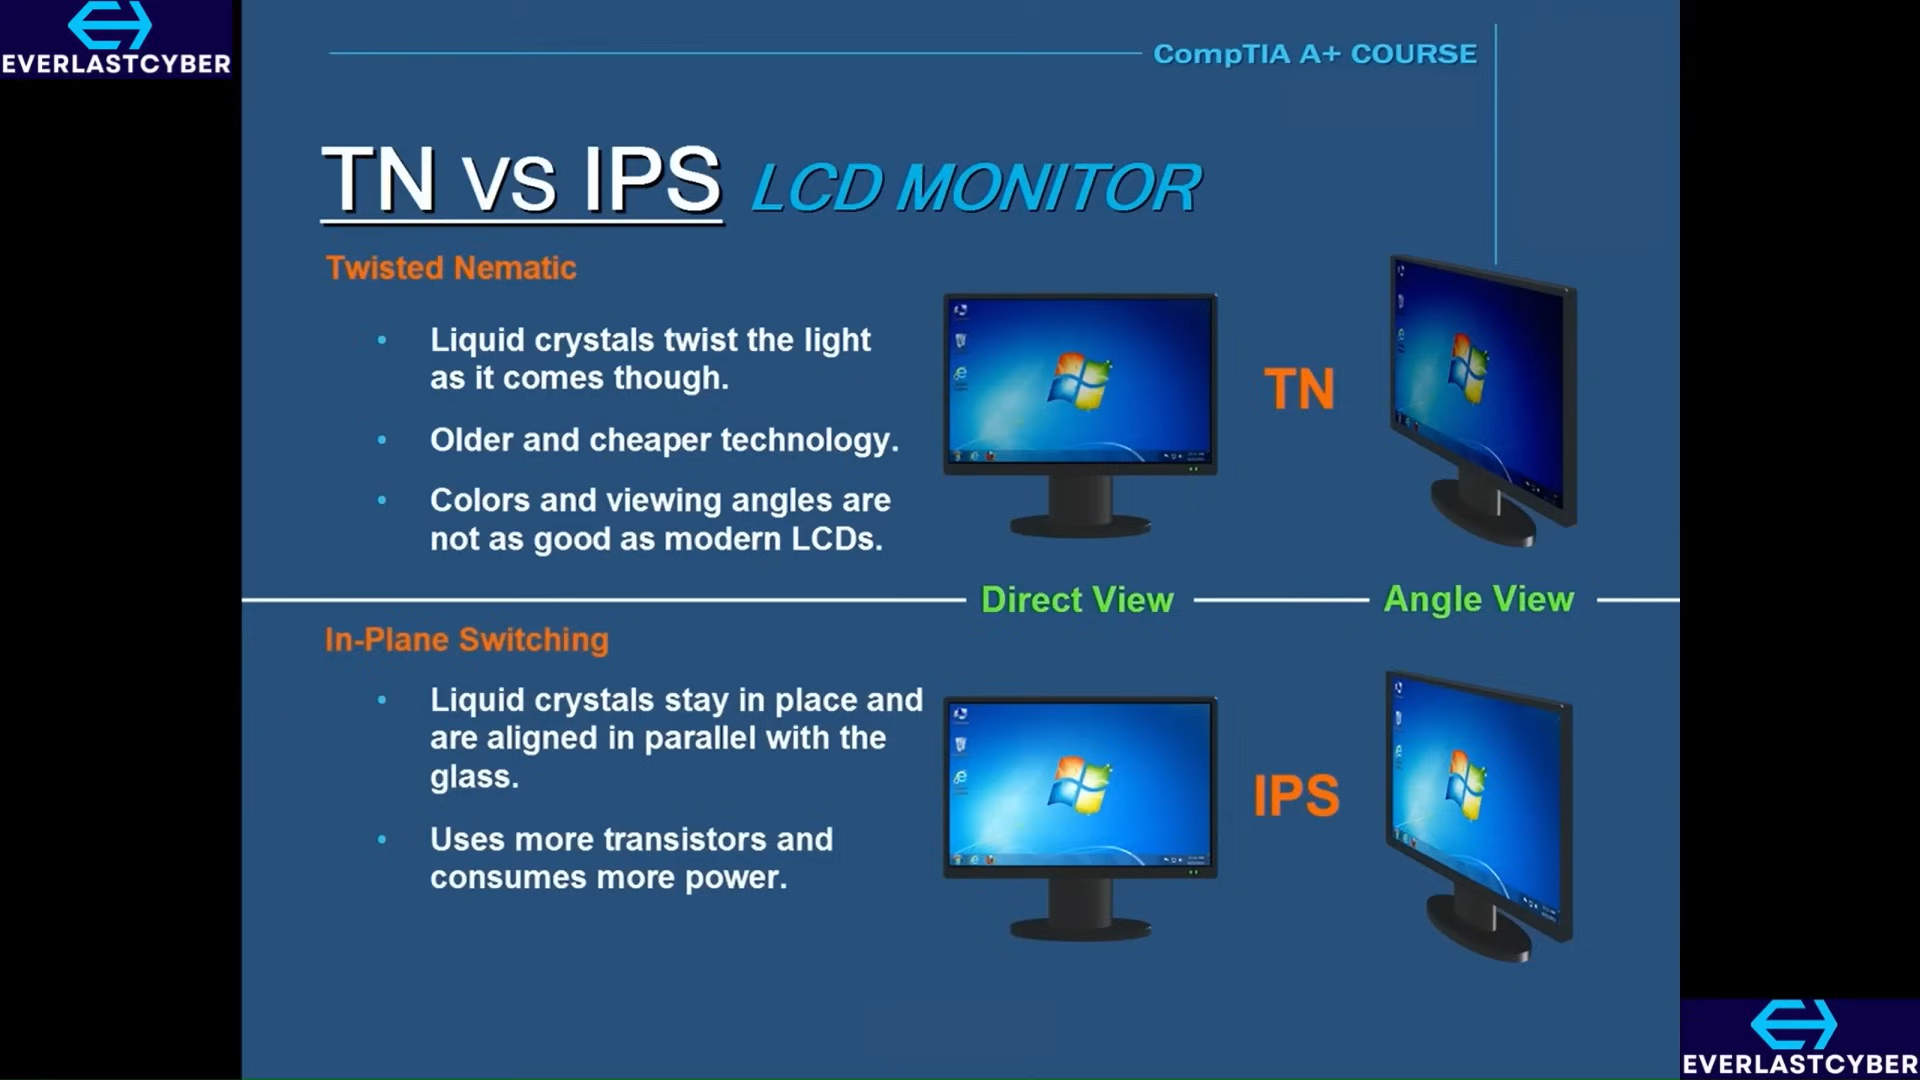 EVERLASTCYBER
CompTIA A+ COURSE
TN VS IPS LCD MONITOR
Twisted Nematic
• Liquid crystals twist the light
as it comes though.
• Older and cheaper technology.
• Colors and viewing angles are
not as good as modern LCDs.
TN
Direct View
Angle View
In-Plane Switching
• Liquid crystals stay in place and
are aligned in parallel with the
glass.
• Uses more transistors and
consumes more power.
IPS
EVERLASTCYBER